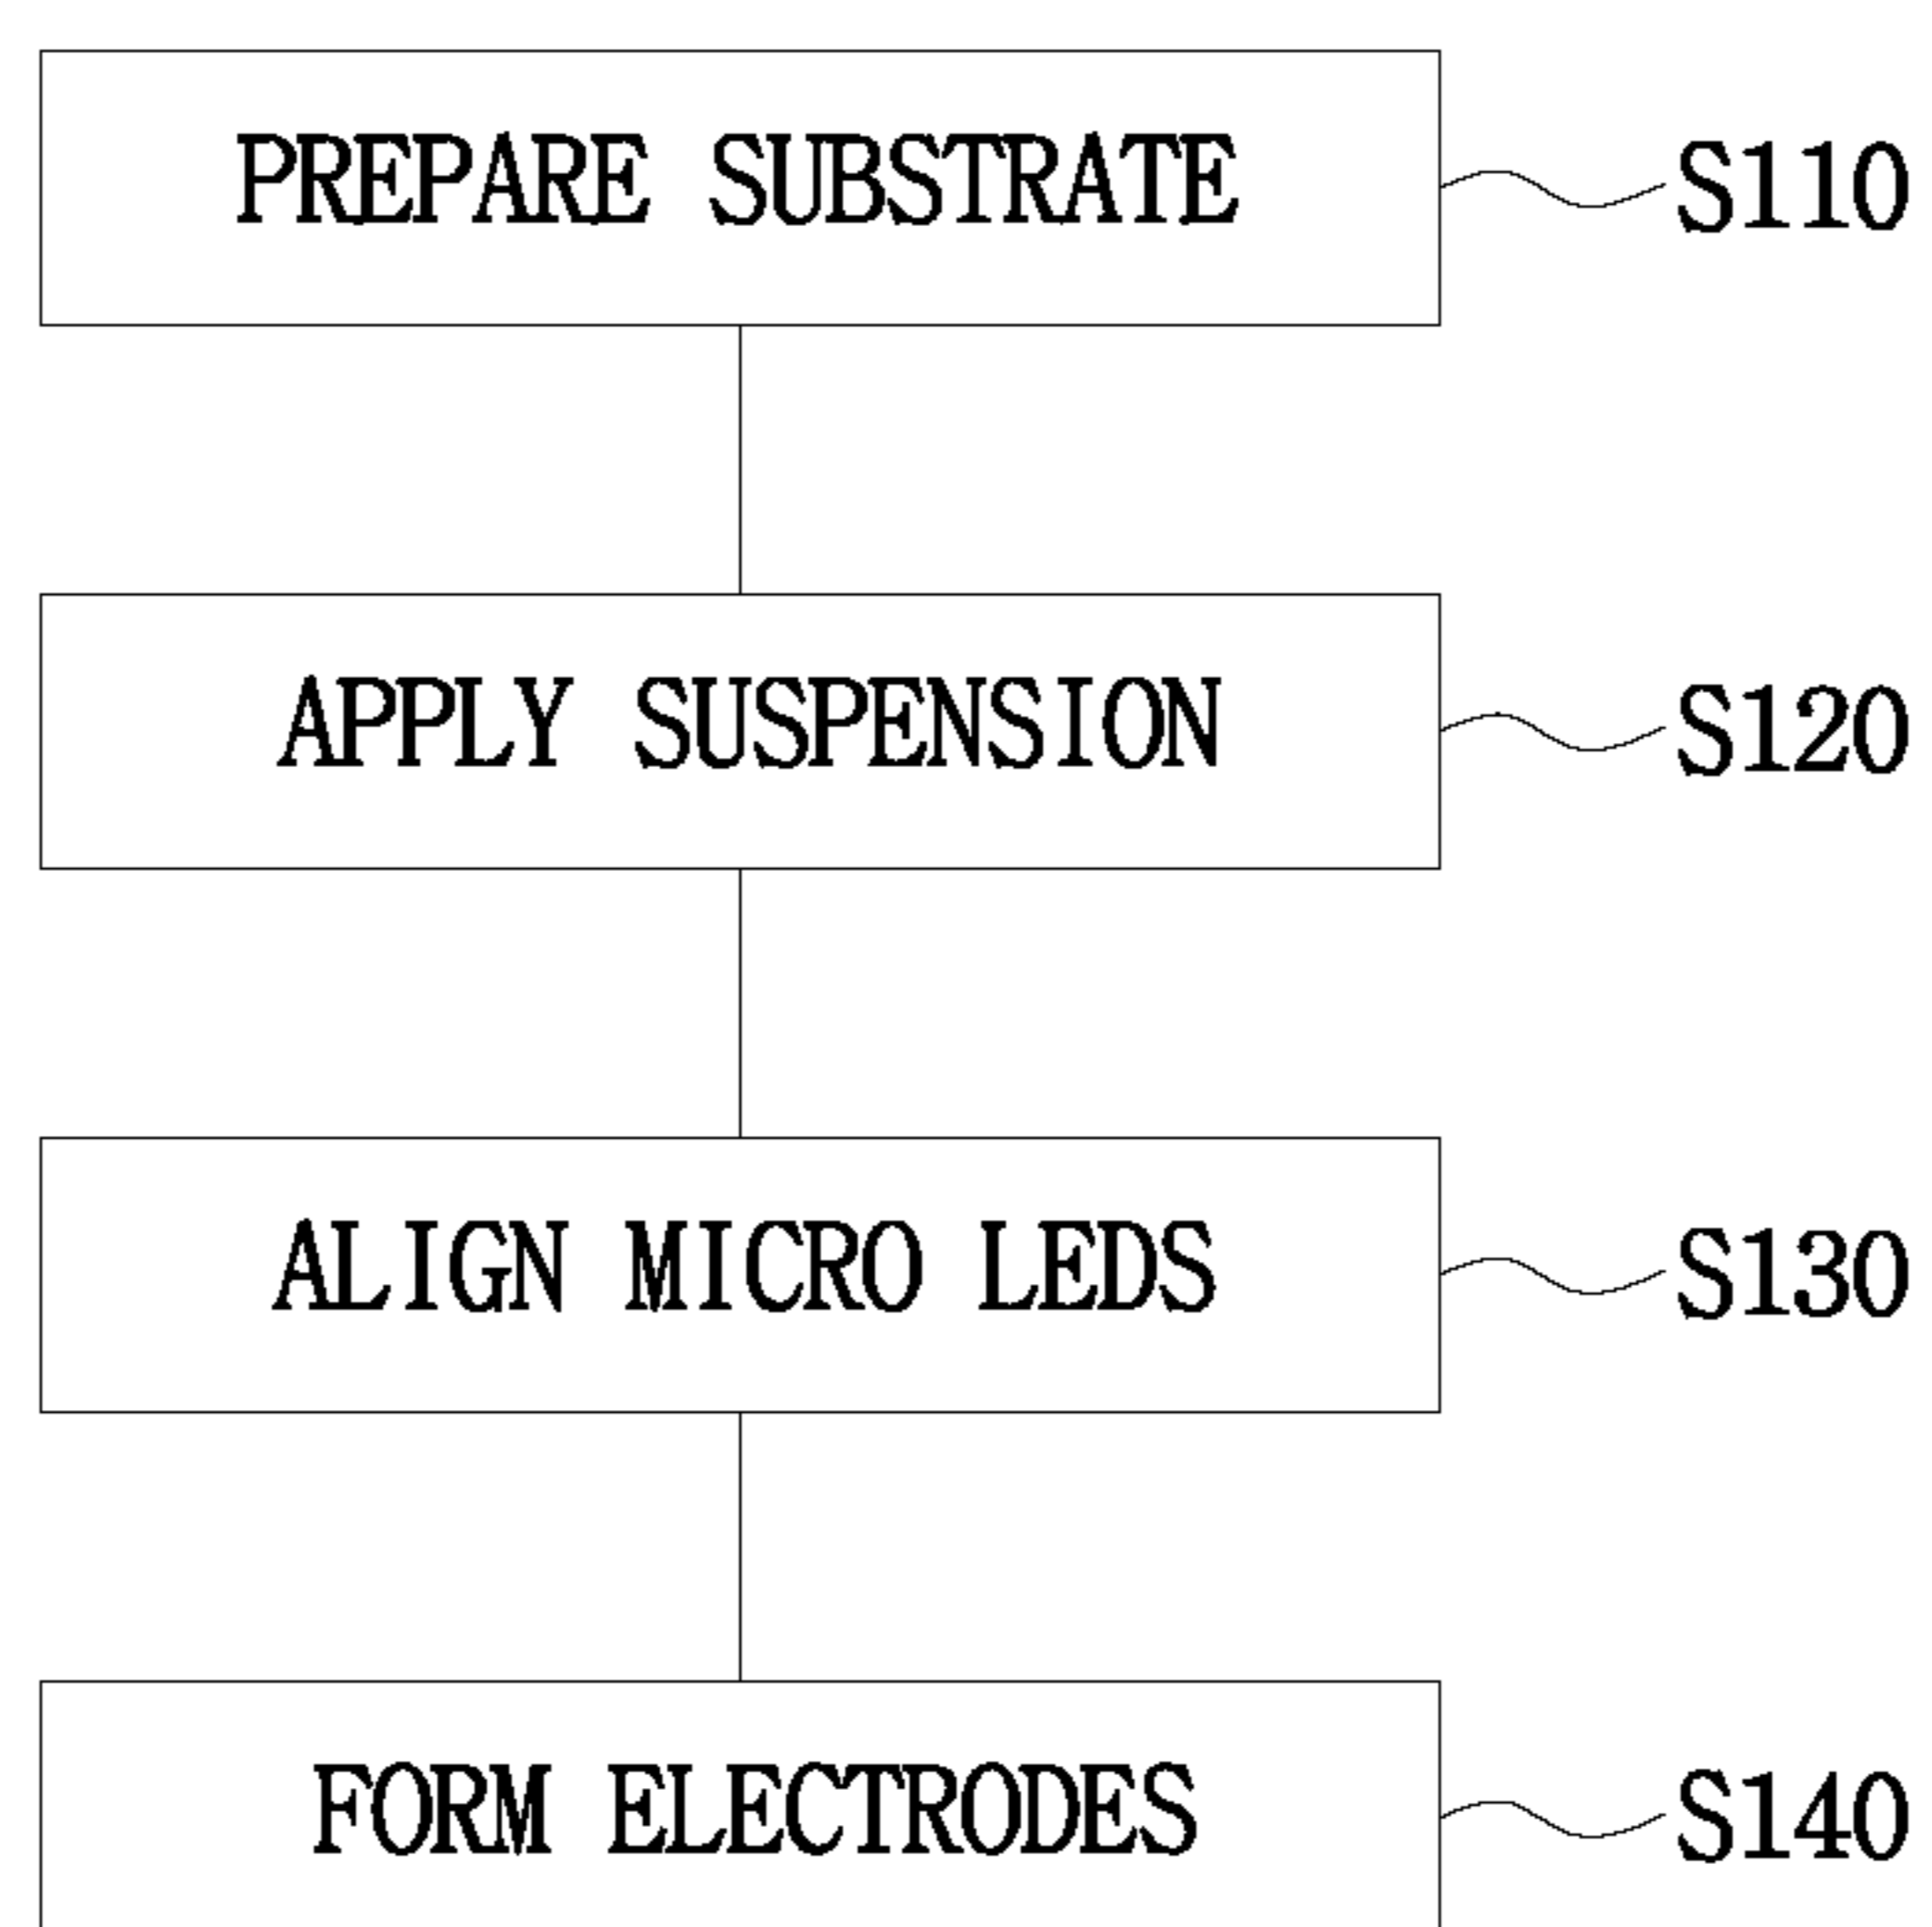 PREPARE SUBSTRATE S110
APPLY SUSPENSION S120
ALIGN MICRO LEDS S130
FORM ELECTRODES S140